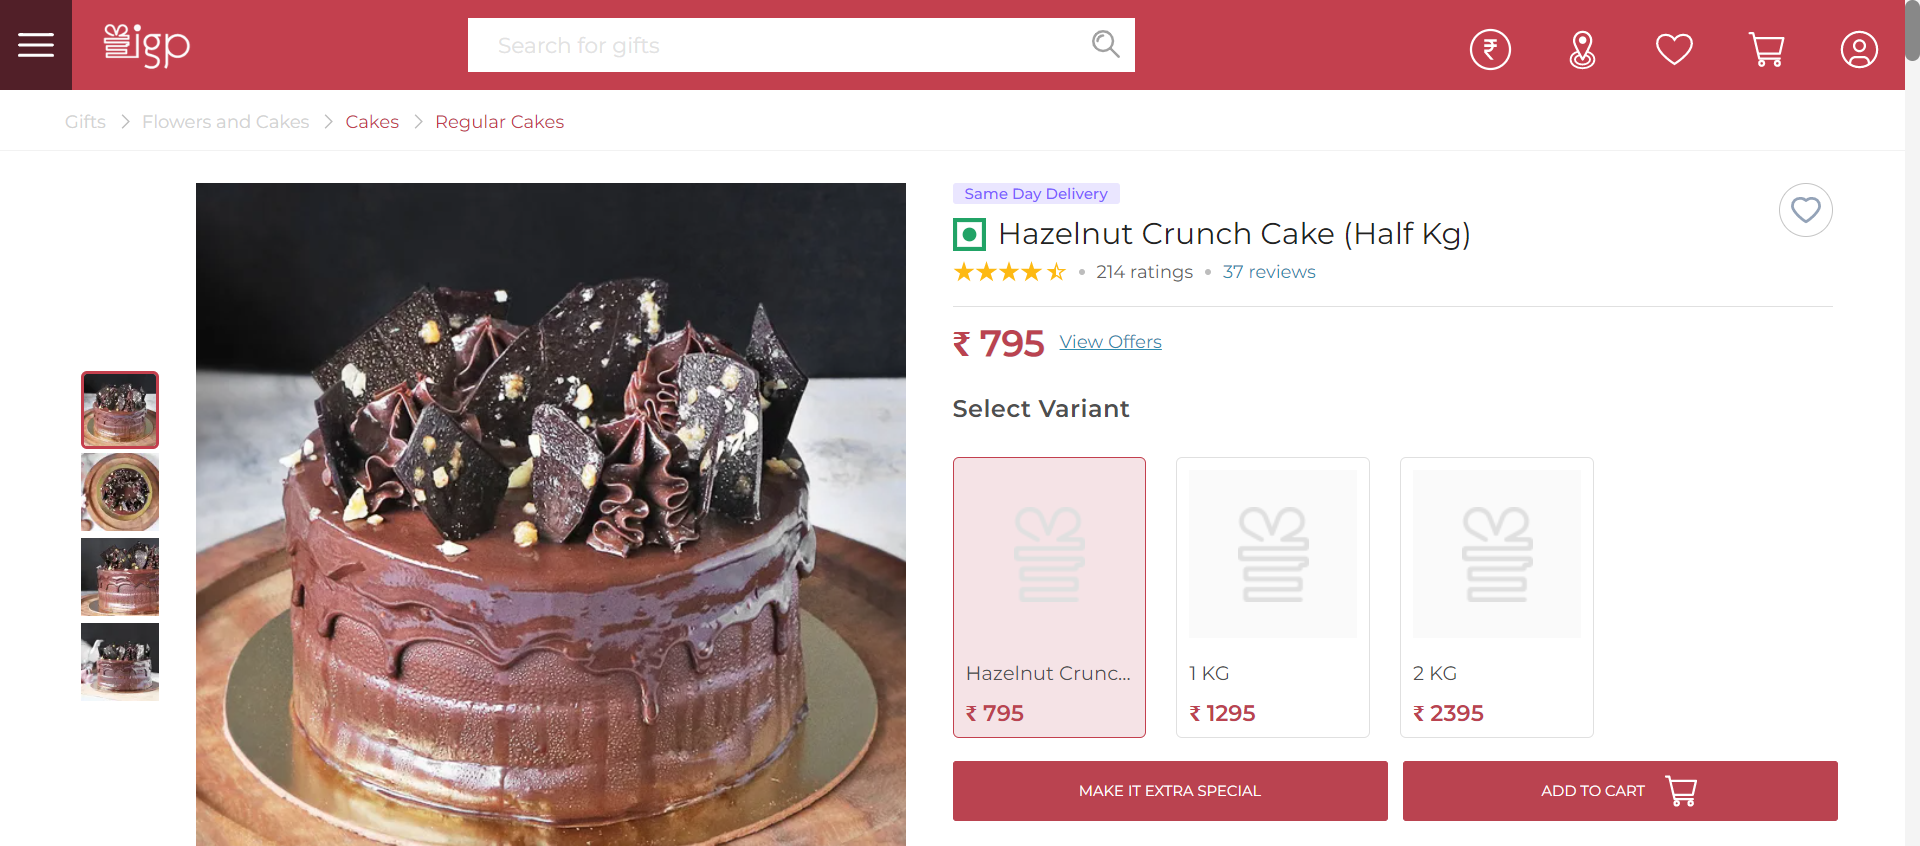 igp
Search for gifts
Gifts > Flowers and Cakes > Cakes > Regular Cakes
Same Day Delivery
Hazelnut Crunch Cake (Half Kg)
214 ratings • 37 reviews
₹ 795 View Offers
Select Variant
Hazelnut Crunc...
₹ 795
1 KG
₹ 1295
2 KG
₹ 2395
MAKE IT EXTRA SPECIAL
ADD TO CART